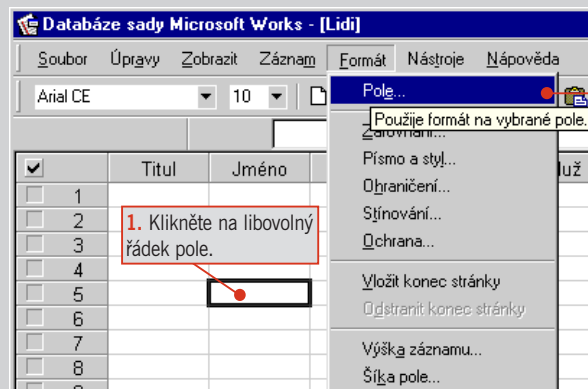 Databáze sady Microsoft Works - [Lidi]
Soubor Úpravy Zobrazit Záznam Formát Nástroje Nápověda
Arial CE 10
Pole...
Použije formát na vybrané pole.
Zarovnání...
Písmo a styl...
Ohraničení...
Stínování...
Ochrana...
Vložit konec stránky
Odstranit konec stránky
Výška záznamu...
Šíka pole...
Titul Jméno
1
2
3
4
5
6
7
8
1. Klikněte na libovolný
řádek pole.